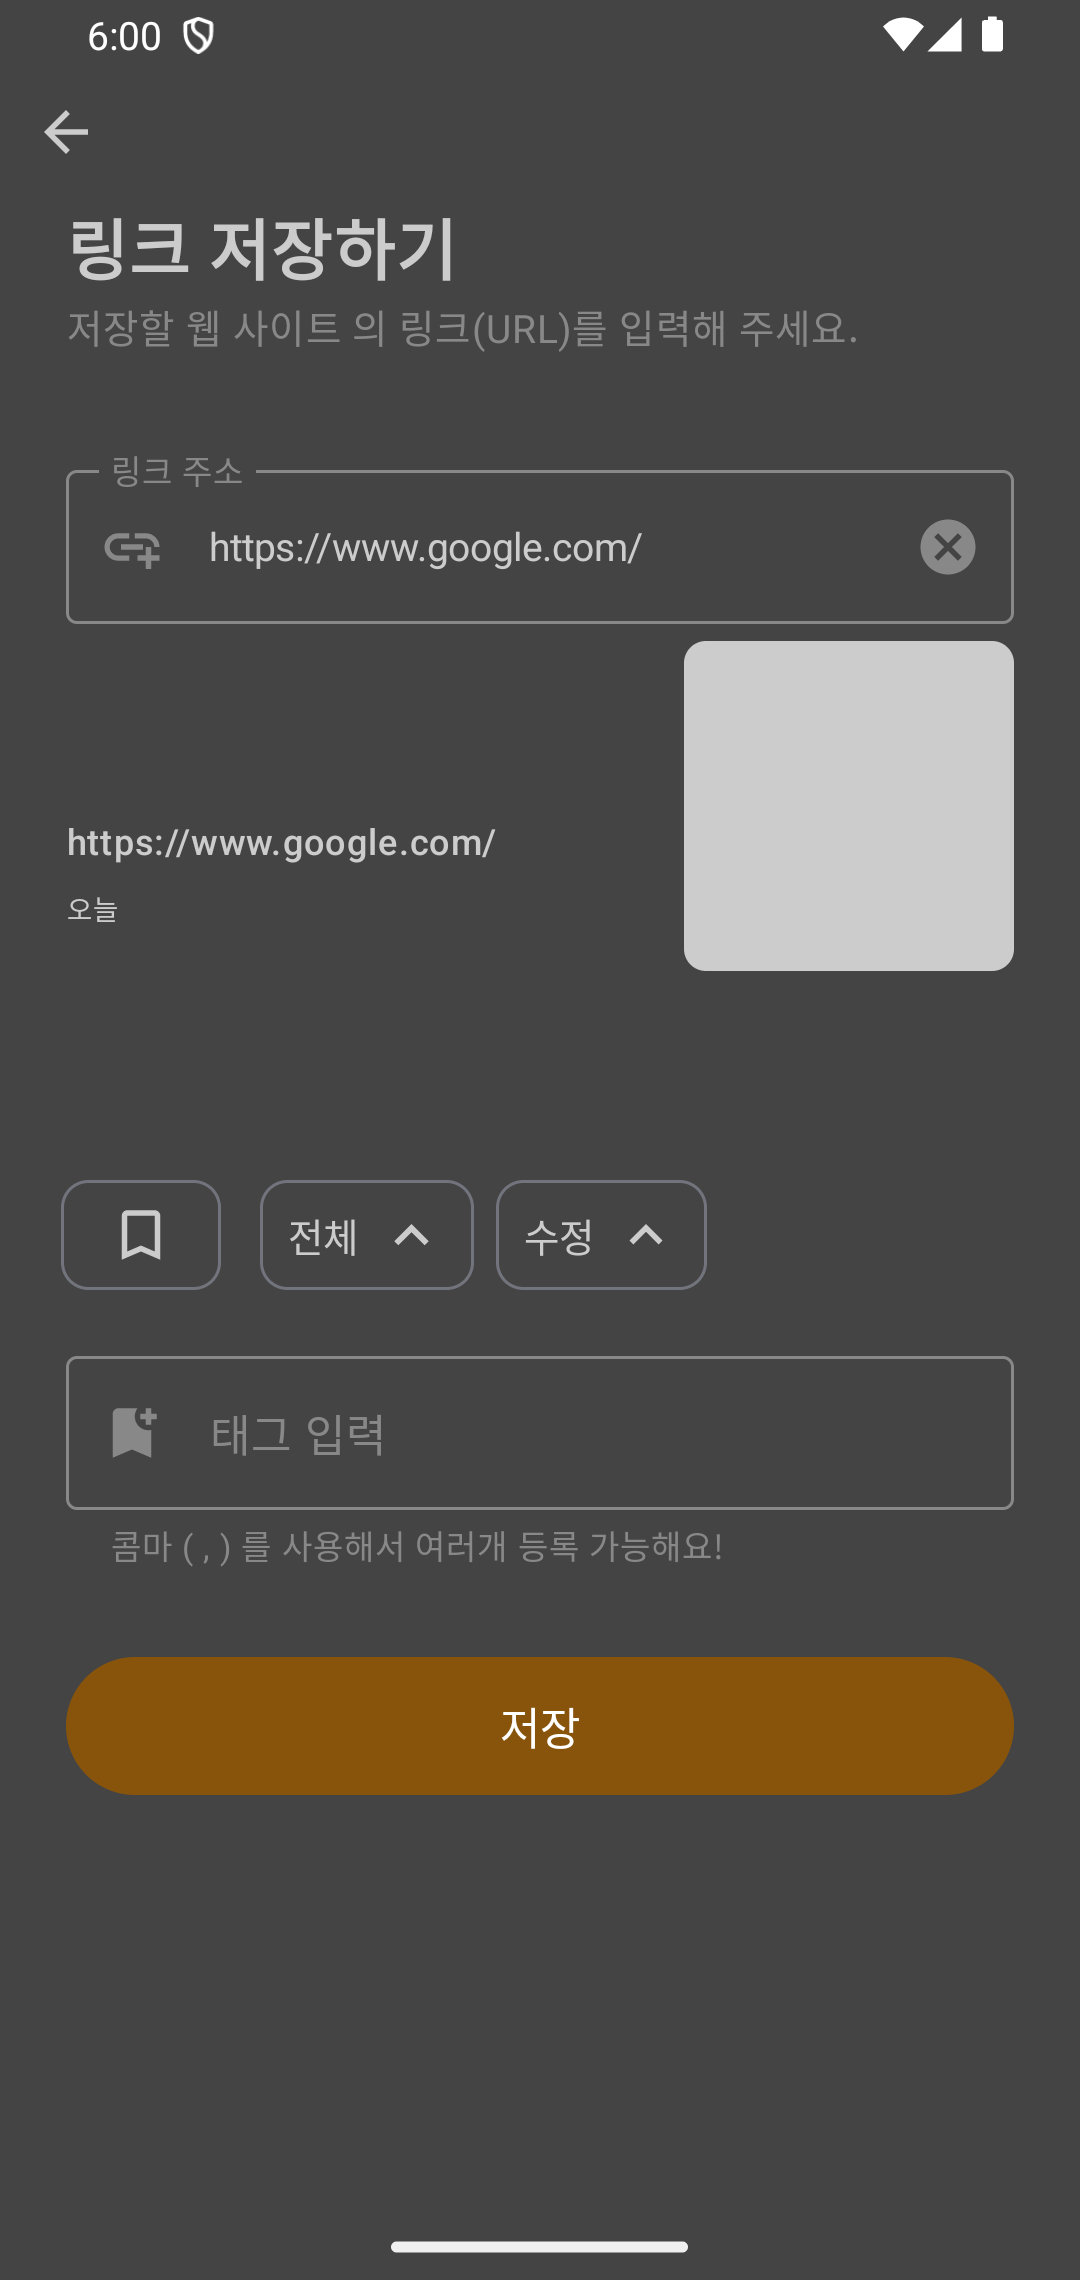 6:00
링크 저장하기
저장할 웹 사이트 의 링크(URL)를 입력해 주세요.
링크 주소
https://www.google.com/
https://www.google.com/
오늘
전체
수정
태그 입력
콤마 ( , ) 를 사용해서 여러개 등록 가능해요!
저장